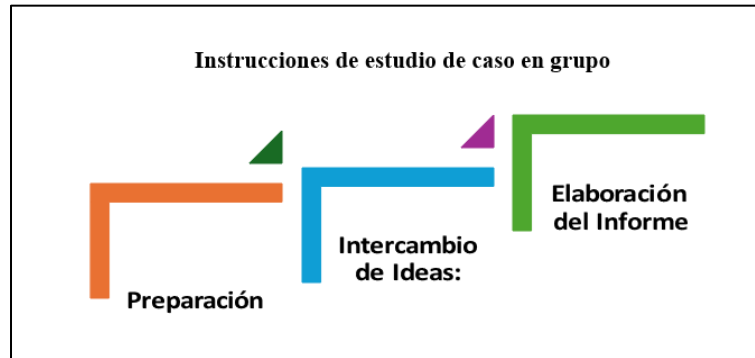 Instrucciones de estudio de caso en grupo
Preparación
Intercambio
de Ideas:
Elaboración
del Informe